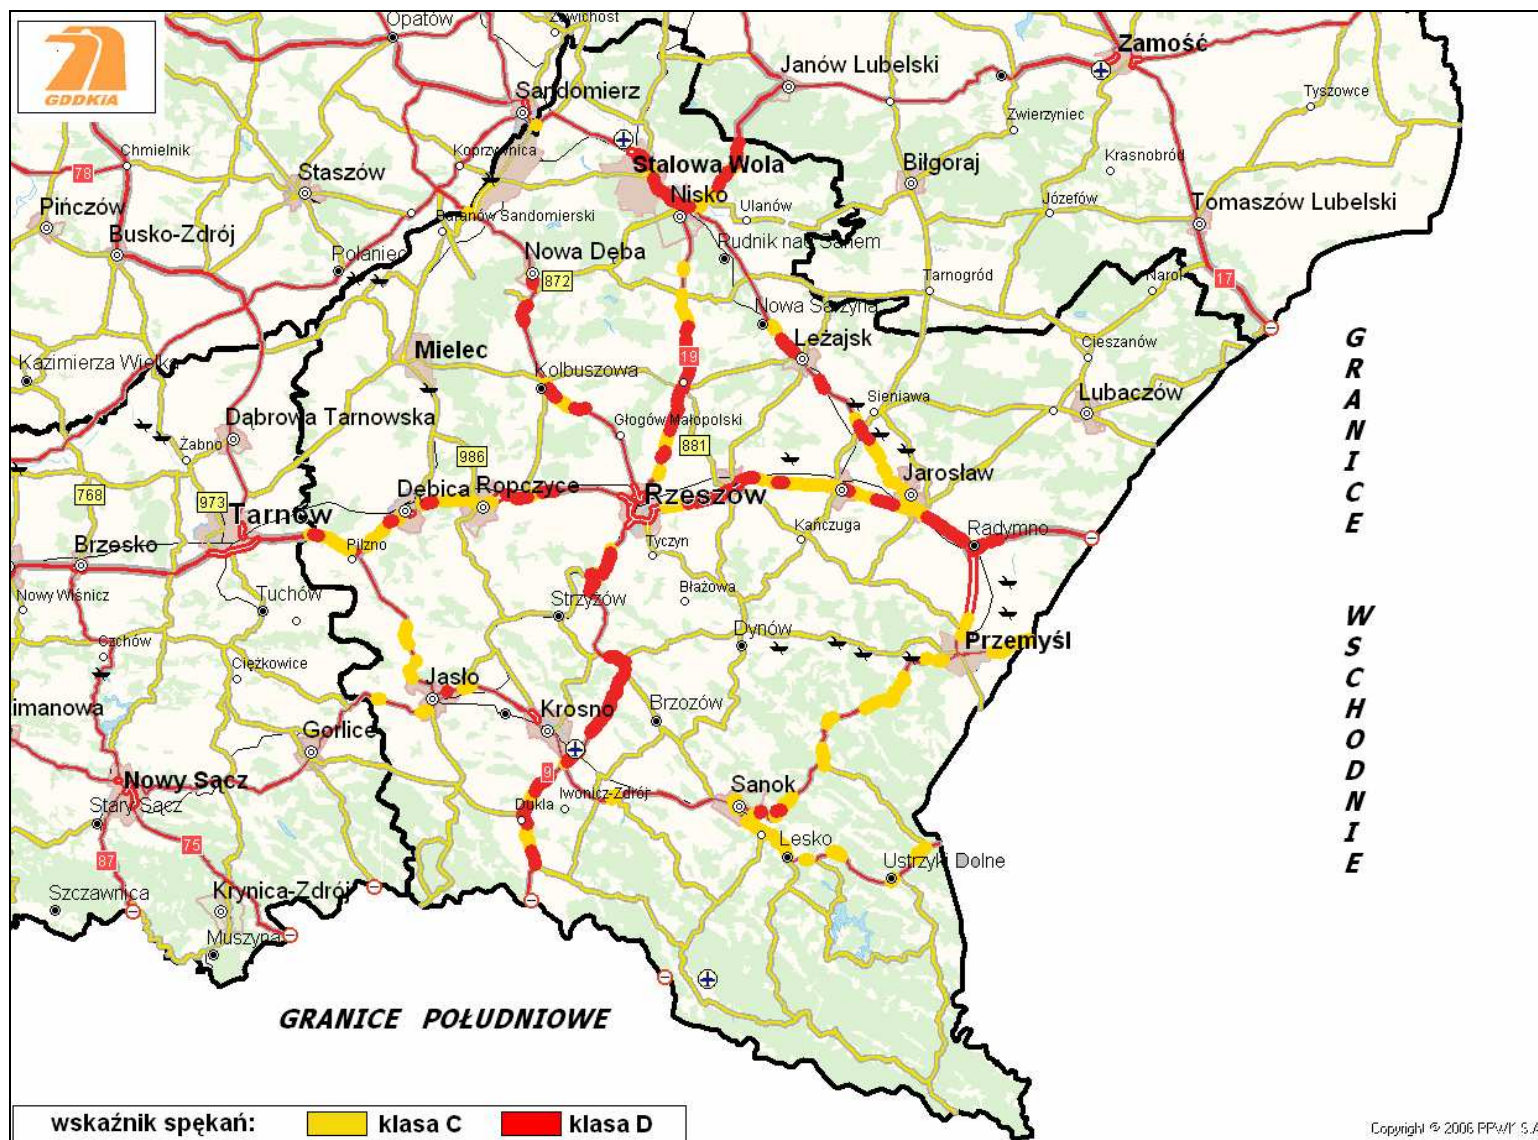 GDDKiA
Opatów
Zawichost
Zamość
Sandomierz
Janów Lubelski
Tyszowce
Zwierzyniec
Chmielnik
Koprzywnica
Stalowa Wola
Biłgoraj
Krasnobród
78
Staszów
Nisko
Pińczów
Ulanów
Józefów
Tomaszów Lubelski
Baranów Sandomierski
Busko-Zdrój
Połaniec
Nowa Dęba
Rudnik nad Sanem
872
Tarnogród
Narol
17
Nowa Sarzyna
Mielec
Leżajsk
Cieszanów
19
Kazimierza Wielka
Kolbuszowa
Sieniawa
Lubaczów
Dąbrowa Tarnowska
Głogów Małopolski
Żabno
986
881
Jarosław
768
973
Dębica
Ropczyce
Rzeszów
Tarnów
Kańczuga
Radymno
Brzesko
Pilzno
Tyczyn
Nowy Wiśnicz
Tuchów
Strzyżów
Błażowa
Czchów
Dynów
Przemyśl
Ciężkowice
Jasło
Brzozów
imanowa
Krosno
Gorlice
9
Nowy Sącz
Sanok
Stary Sącz
Dukla
Iwonicz-Zdrój
75
Lesko
87
Ustrzyki Dolne
Szczawnica
Krynica-Zdrój
Muszyna
GRANICE WSCHODNIE
GRANICE POŁUDNIOWE
wskaźnik spękań:
klasa C
klasa D
Copyright © 2006 PPWK S.A